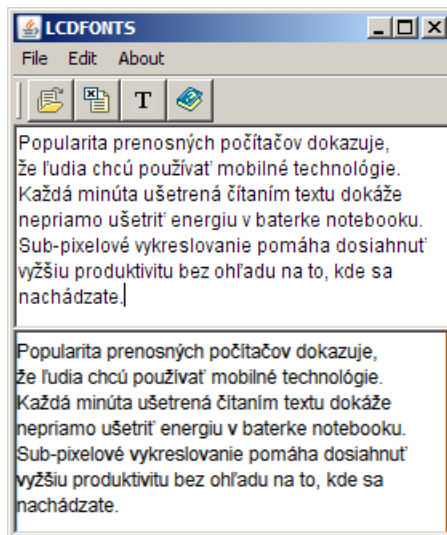 LCDFONTS
File Edit About
T
Popularita prenosných počítačov dokazuje,
že ľudia chcú používať mobilné technológie.
Každá minúta ušetrená čítaním textu dokáže
nepriamo ušetriť energiu v baterke notebooku.
Sub-pixelové vykreslovanie pomáha dosiahnuť
vyžšiu produktivitu bez ohľadu na to, kde sa
nachádzate.
Popularita prenosných počítačov dokazuje,
že ľudia chcú používať mobilné technológie.
Každá minúta ušetrená čítaním textu dokáže
nepriamo ušetriť energiu v baterke notebooku.
Sub-pixelové vykreslovanie pomáha dosiahnuť
vyžšiu produktivitu bez ohľadu na to, kde sa
nachádzate.